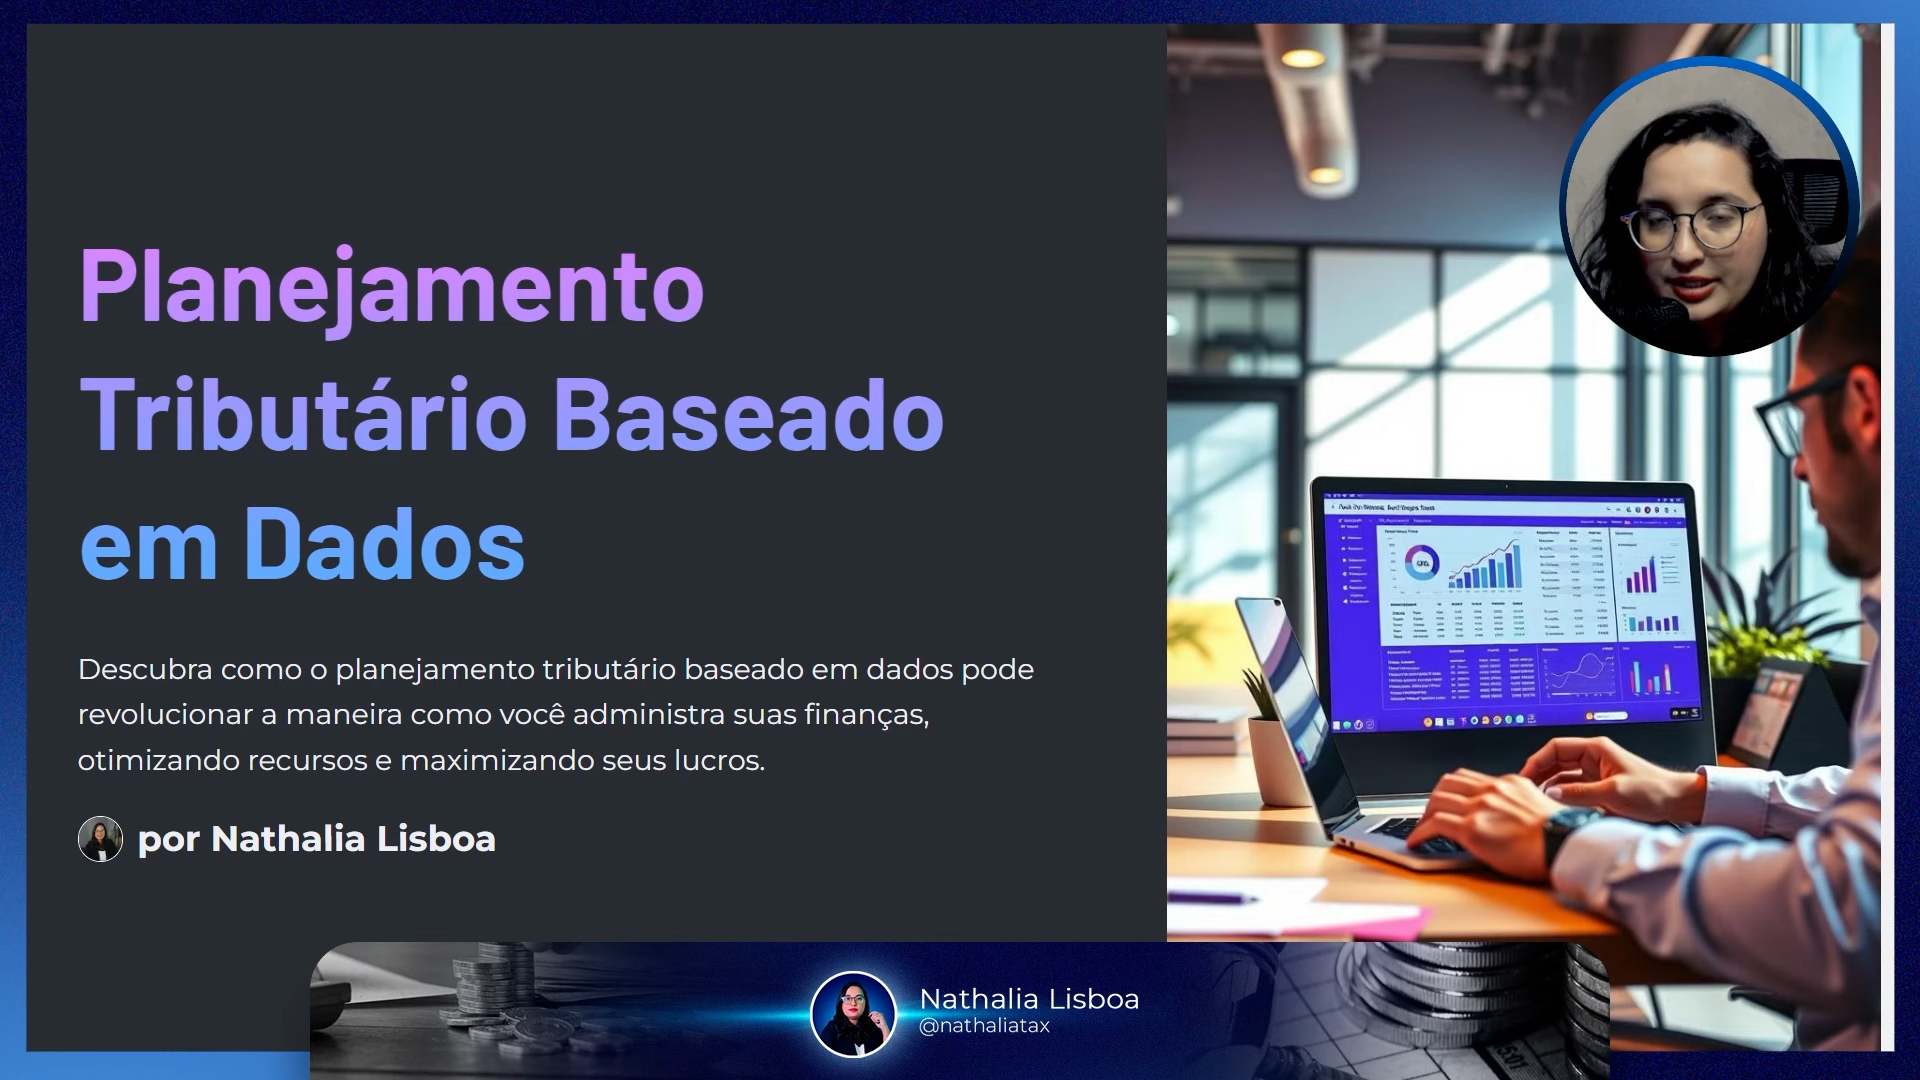 Planejamento
Tributário Baseado
em Dados
Descubra como o planejamento tributário baseado em dados pode
revolucionar a maneira como você administra suas finanças,
otimizando recursos e maximizando seus lucros.
por Nathalia Lisboa
Nathalia Lisboa
@nathaliatax